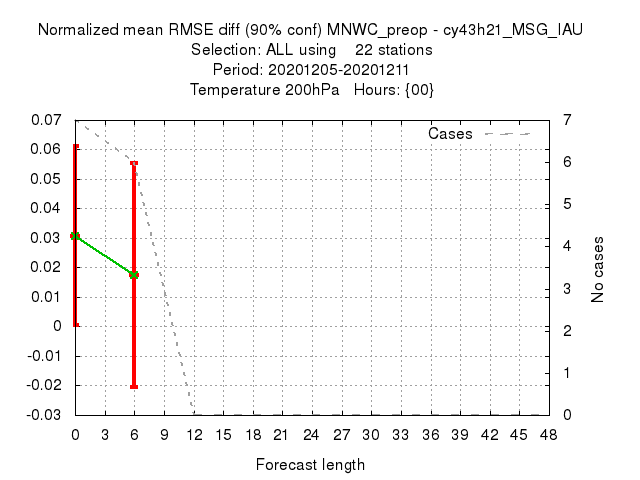 Normalized mean RMSE diff (90% conf) MNWC_preop - cy43h21_MSG_IAU
Selection: ALL using    22 stations
Period: 20201205-20201211
Temperature 200hPa   Hours: {00}
Cases
0.07
0.06
0.05
0.04
0.03
0.02
0.01
0
-0.01
-0.02
-0.03
7
6
5
4
3
2
1
0
No cases
0 3 6 9 12 15 18 21 24 27 30 33 36 39 42 45 48
Forecast length